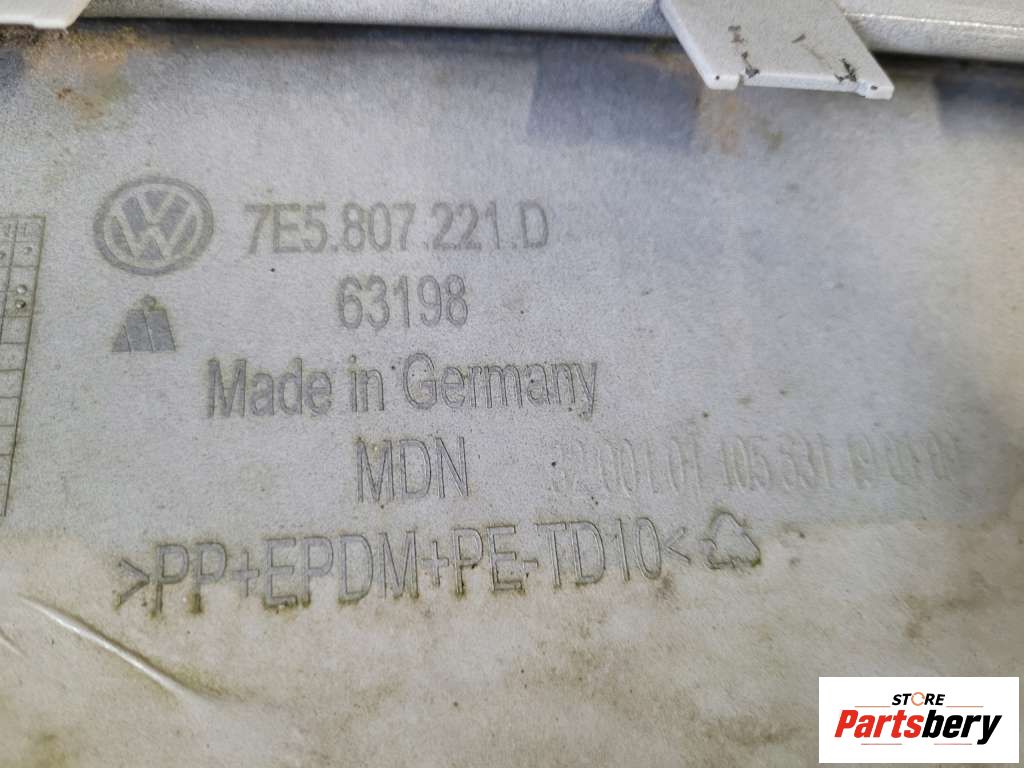 7E5.807.221.D
63198
Made in Germany
MDN
>PP+EPDM+PE-TD10<
STORE
Partsbery